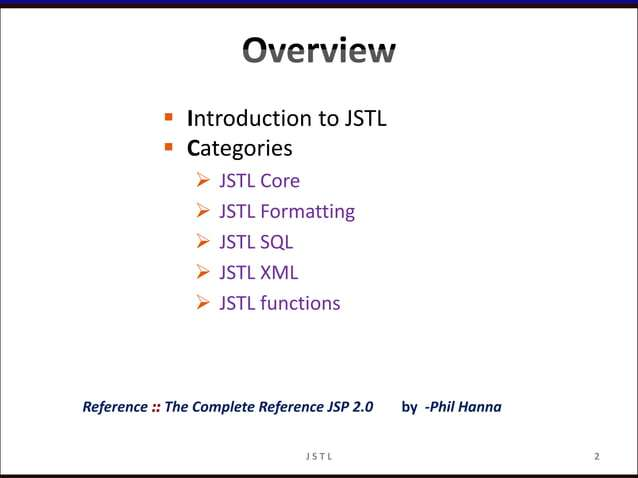 Overview
Introduction to JSTL
Categories
JSTL Core
JSTL Formatting
JSTL SQL
JSTL XML
JSTL functions
Reference :: The Complete Reference JSP 2.0 by -Phil Hanna
J S T L 2